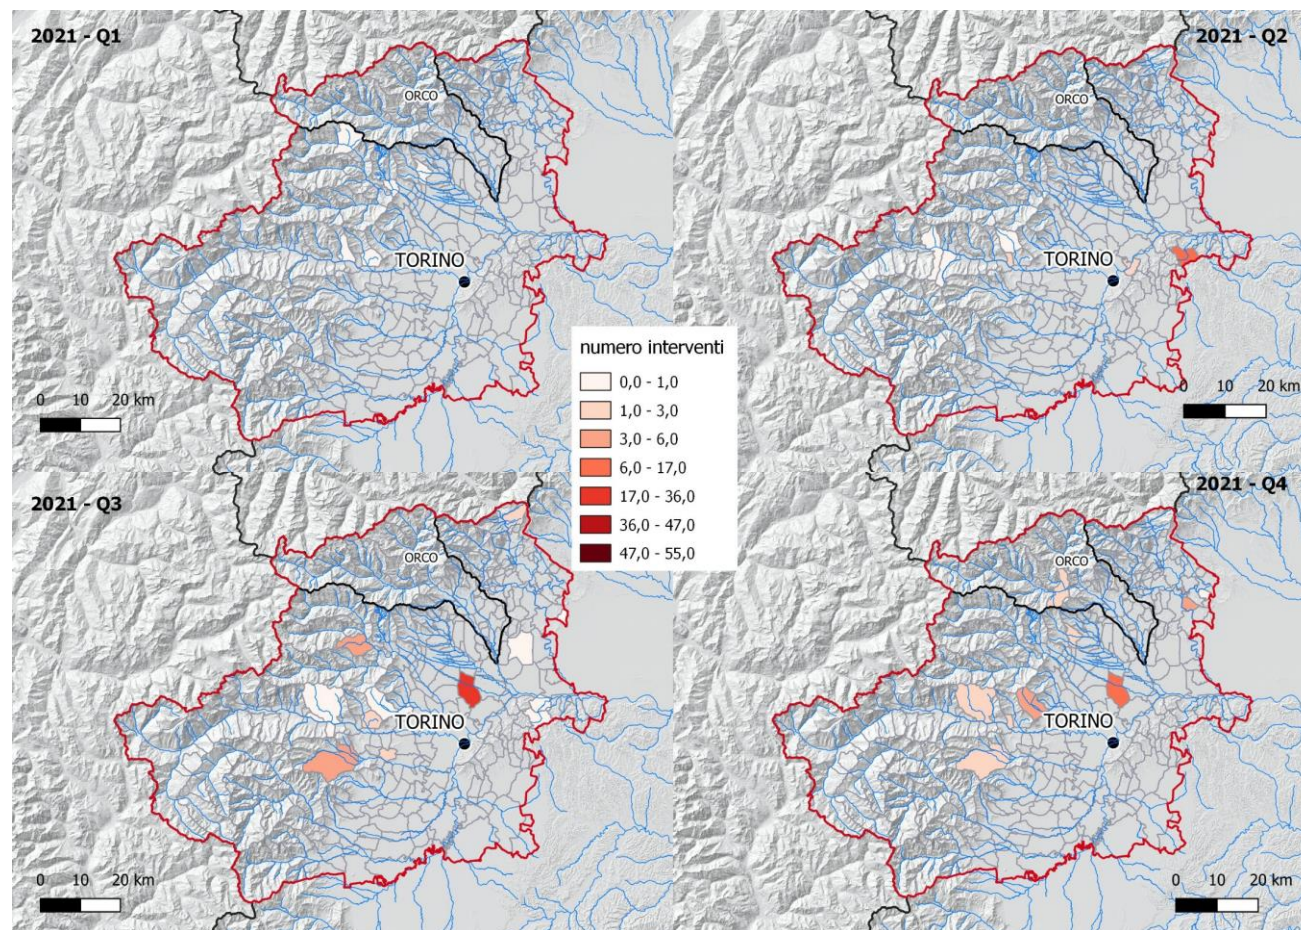 2021 - Q1
ORCO
TORINO
0 10 20 km
2021 - Q2
ORCO
TORINO
0 10 20 km
numero interventi
0,0 - 1,0
1,0 - 3,0
3,0 - 6,0
6,0 - 17,0
17,0 - 36,0
36,0 - 47,0
47,0 - 55,0
2021 - Q3
ORCO
TORINO
0 10 20 km
2021 - Q4
ORCO
TORINO
0 10 20 km